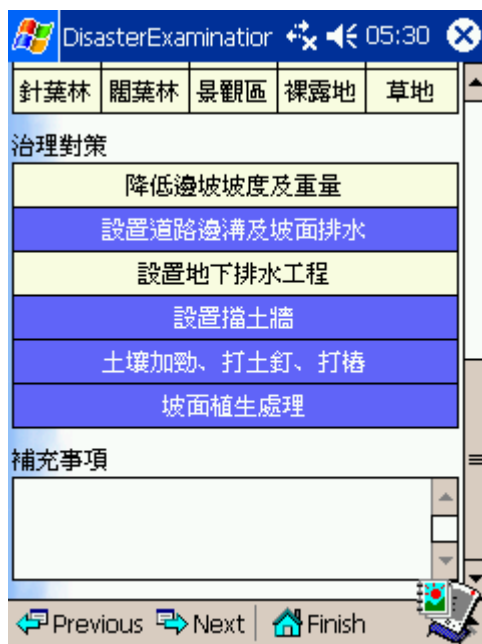 DisasterExaminatior 05:30
針葉林 闊葉林 景觀區 裸露地 草地
治理對策
降低邊坡坡度及重量
設置道路邊溝及坡面排水
設置地下排水工程
設置擋土牆
土壤加勁、打土釘、打樁
坡面植生處理
補充事項
Previous Next Finish